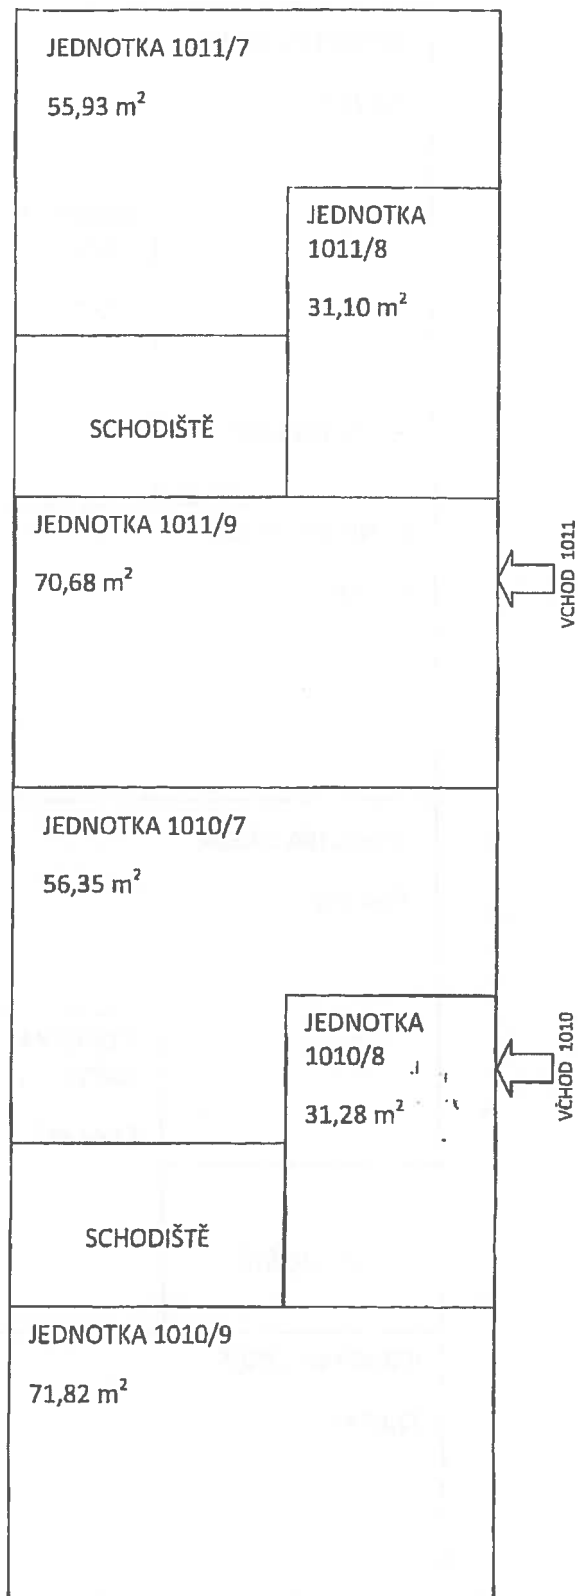 JEDNOTKA 1011/7
55,93 m²
JEDNOTKA
1011/8
31,10 m²
SCHODIŠTĚ
JEDNOTKA 1011/9
70,68 m²
VCHOD 1011
JEDNOTKA 1010/7
56,35 m²
JEDNOTKA
1010/8
31,28 m²
VCHOD 1010
SCHODIŠTĚ
JEDNOTKA 1010/9
71,82 m²